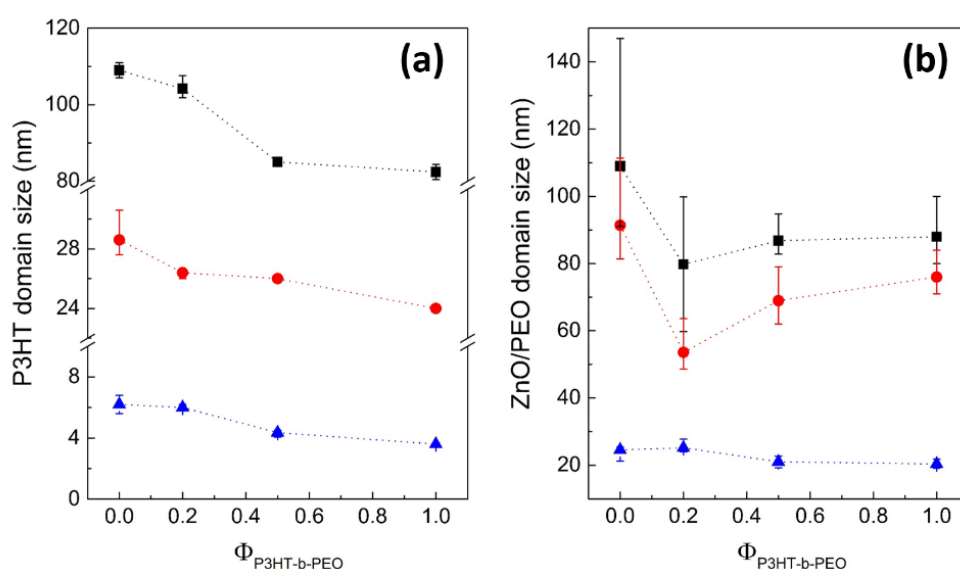 (a)
P3HT domain size (nm)
120
100
80
28
24
8
4
0
0.0 0.2 0.4 0.6 0.8 1.0
Φ P3HT-b-PEO
(b)
ZnO/PEO domain size (nm)
140
120
100
80
60
40
20
0.0 0.2 0.4 0.6 0.8 1.0
Φ P3HT-b-PEO